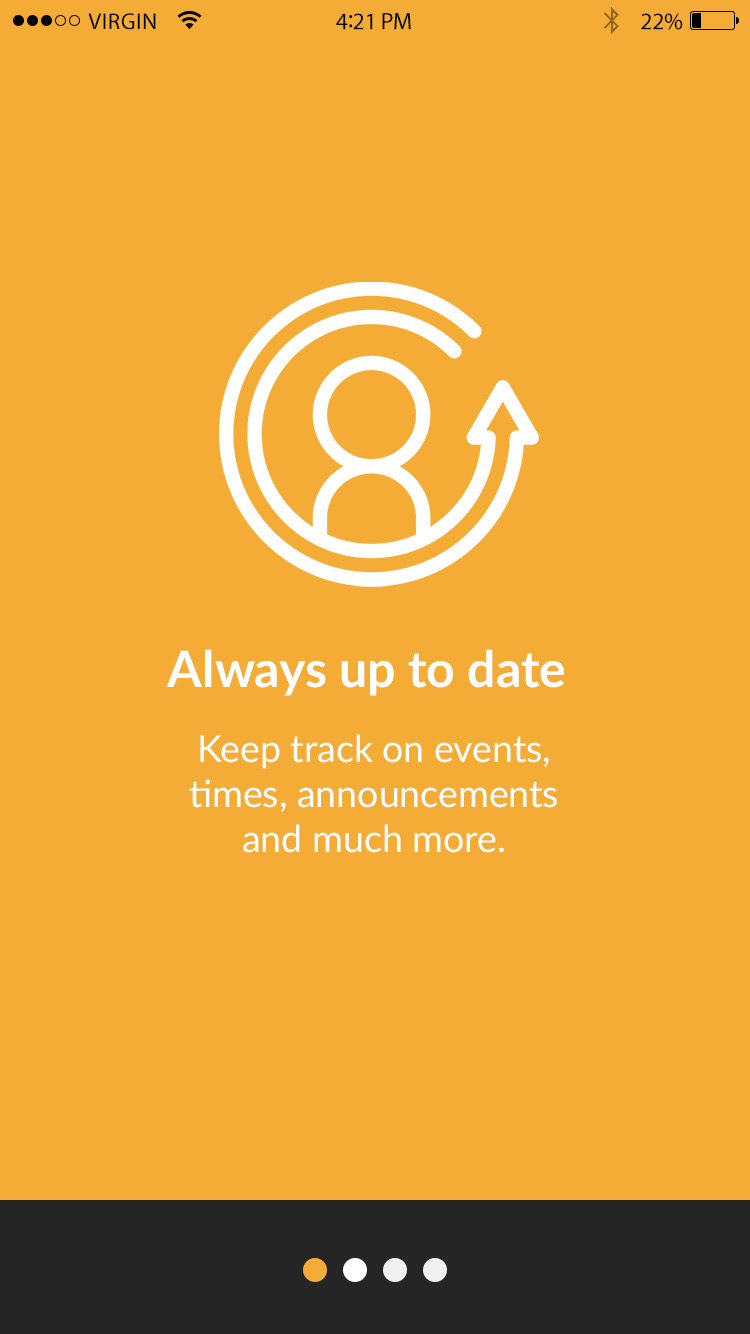 VIRGIN 4:21 PM 22%
Always up to date
Keep track on events,
times, announcements
and much more.